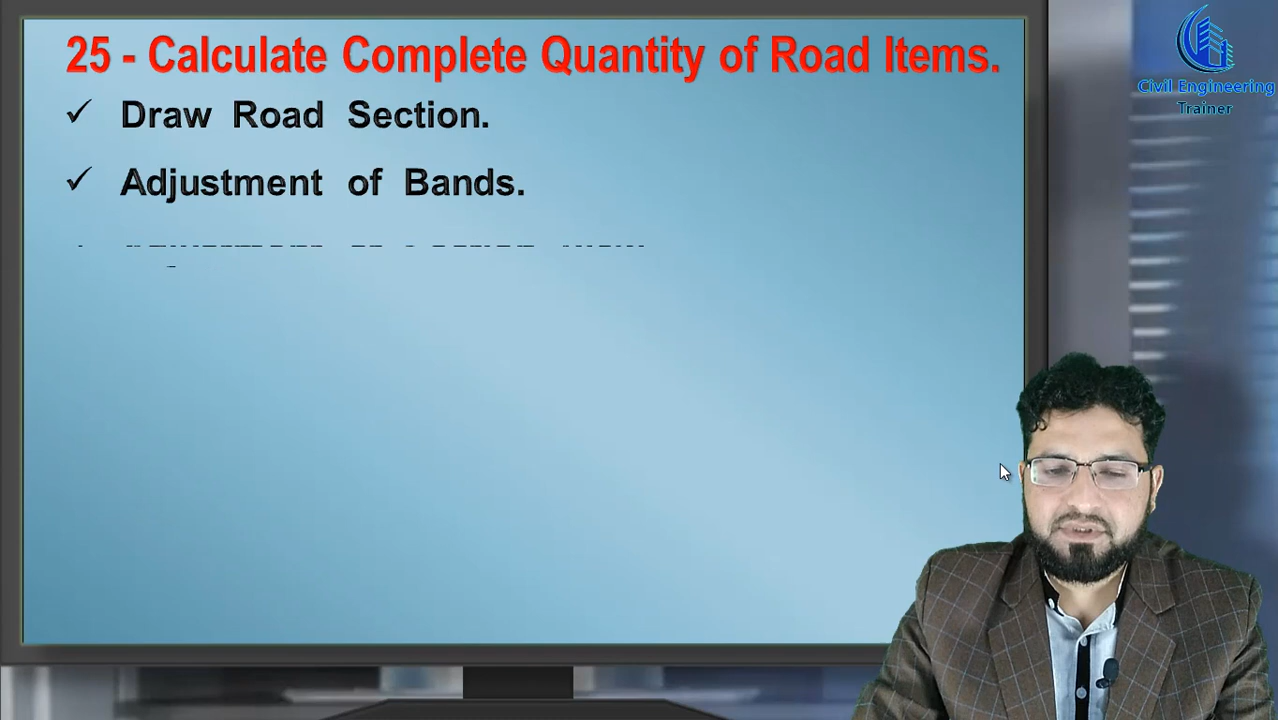 25 - Calculate Complete Quantity of Road Items.
✓ Draw Road Section.
✓ Adjustment of Bands.
Civil Engineering
Trainer